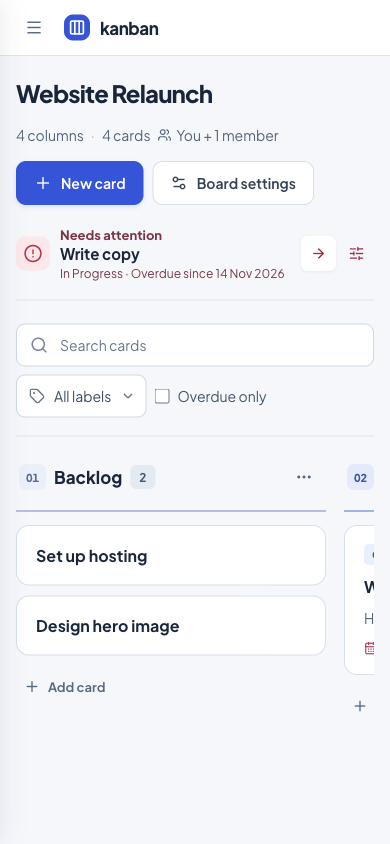 kanban
Website Relaunch
4 columns · 4 cards You + 1 member
New card
Board settings
Needs attention
Write copy
In Progress · Overdue since 14 Nov 2026
Search cards
All labels
Overdue only
01 Backlog 2
02
Set up hosting
Design hero image
Add card
W
H